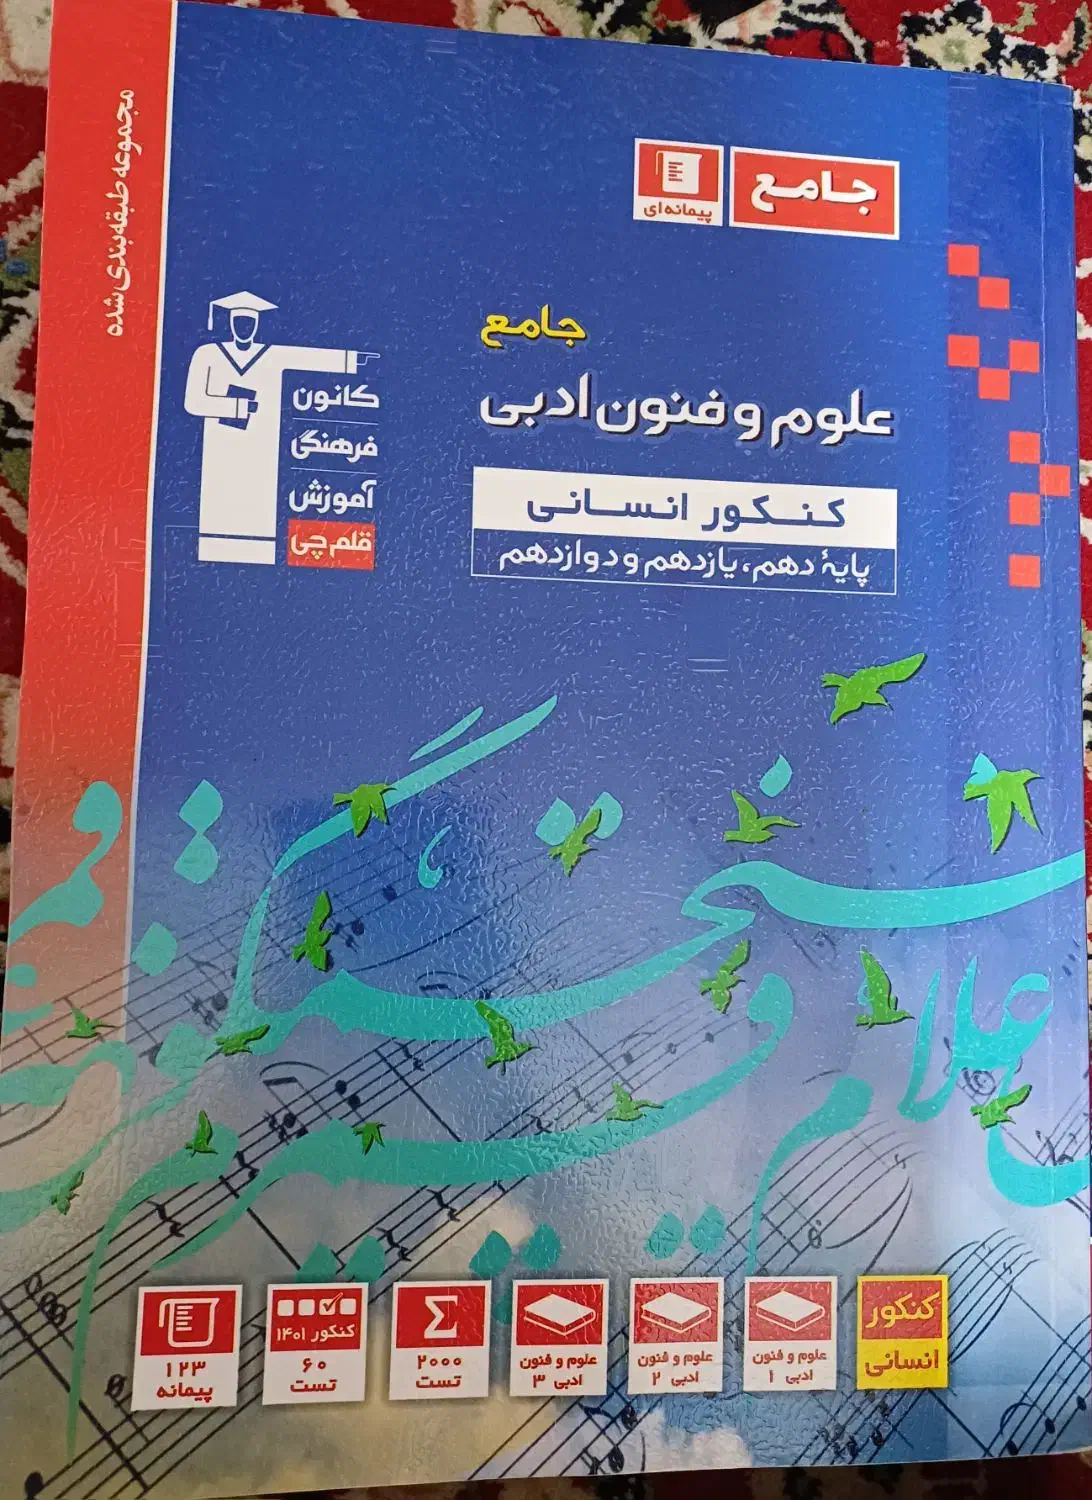 مجموعه طبقه‌بندی شده
جامع
پیمانه‌ای
جامع
علوم و فنون ادبی
کنکور انسانی
پایهٔ دهم، یازدهم و دوازدهم
کانون
فرهنگی
آموزش
قلم‌چی
کنکور
انسانی
علوم و فنون
ادبی ۱
علوم و فنون
ادبی ۲
علوم و فنون
ادبی ۳
Σ
۲۰۰۰
تست
کنکور ۱۴۰۱
۶۰
تست
۱۲۳
پیمانه